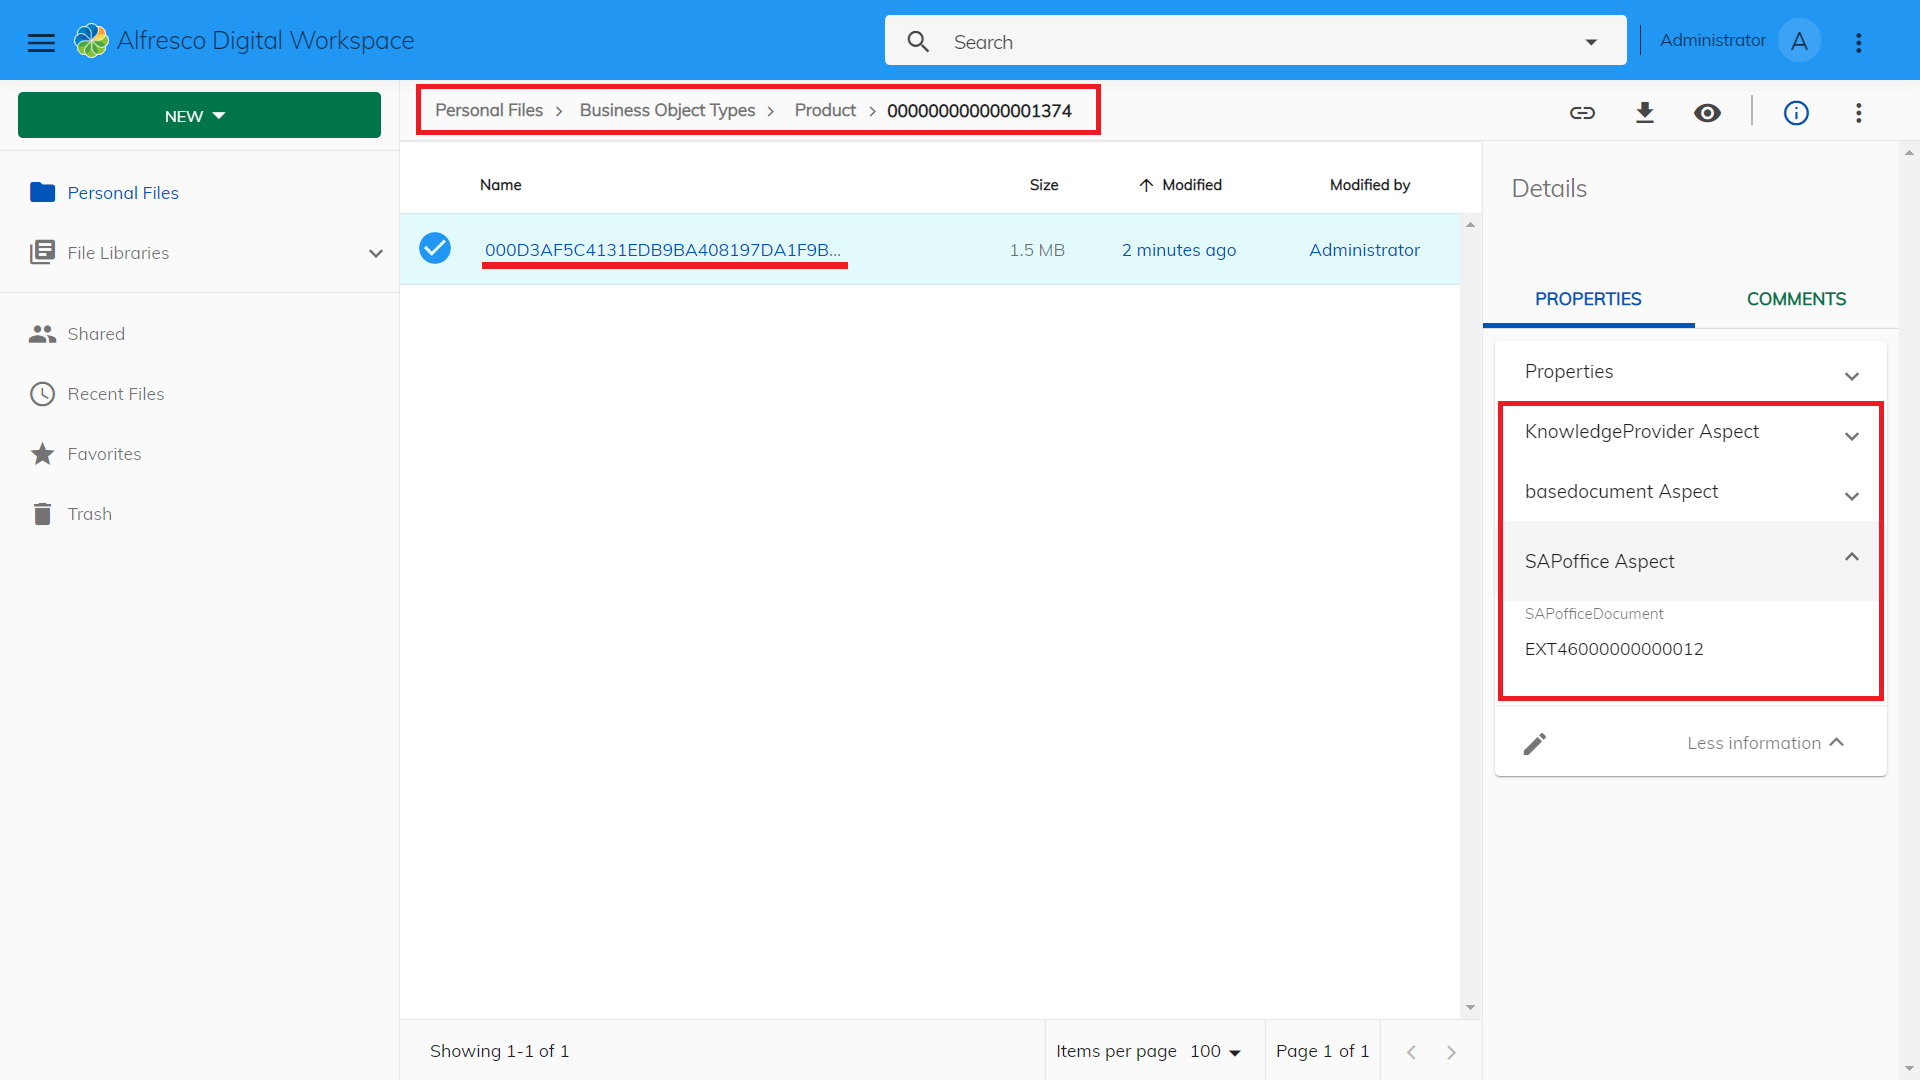 Alfresco Digital Workspace
Search
Administrator
A
NEW
Personal Files
File Libraries
Shared
Recent Files
Favorites
Trash
Personal Files > Business Object Types > Product > 000000000000001374
Name
Size
Modified
Modified by
000D3AF5C4131EDB9BA408197DA1F9B...
1.5 MB
2 minutes ago
Administrator
Showing 1-1 of 1
Items per page
100
Page 1 of 1
Details
PROPERTIES
COMMENTS
Properties
KnowledgeProvider Aspect
basedocument Aspect
SAPoffice Aspect
SAPofficeDocument
EXT46000000000012
Less information